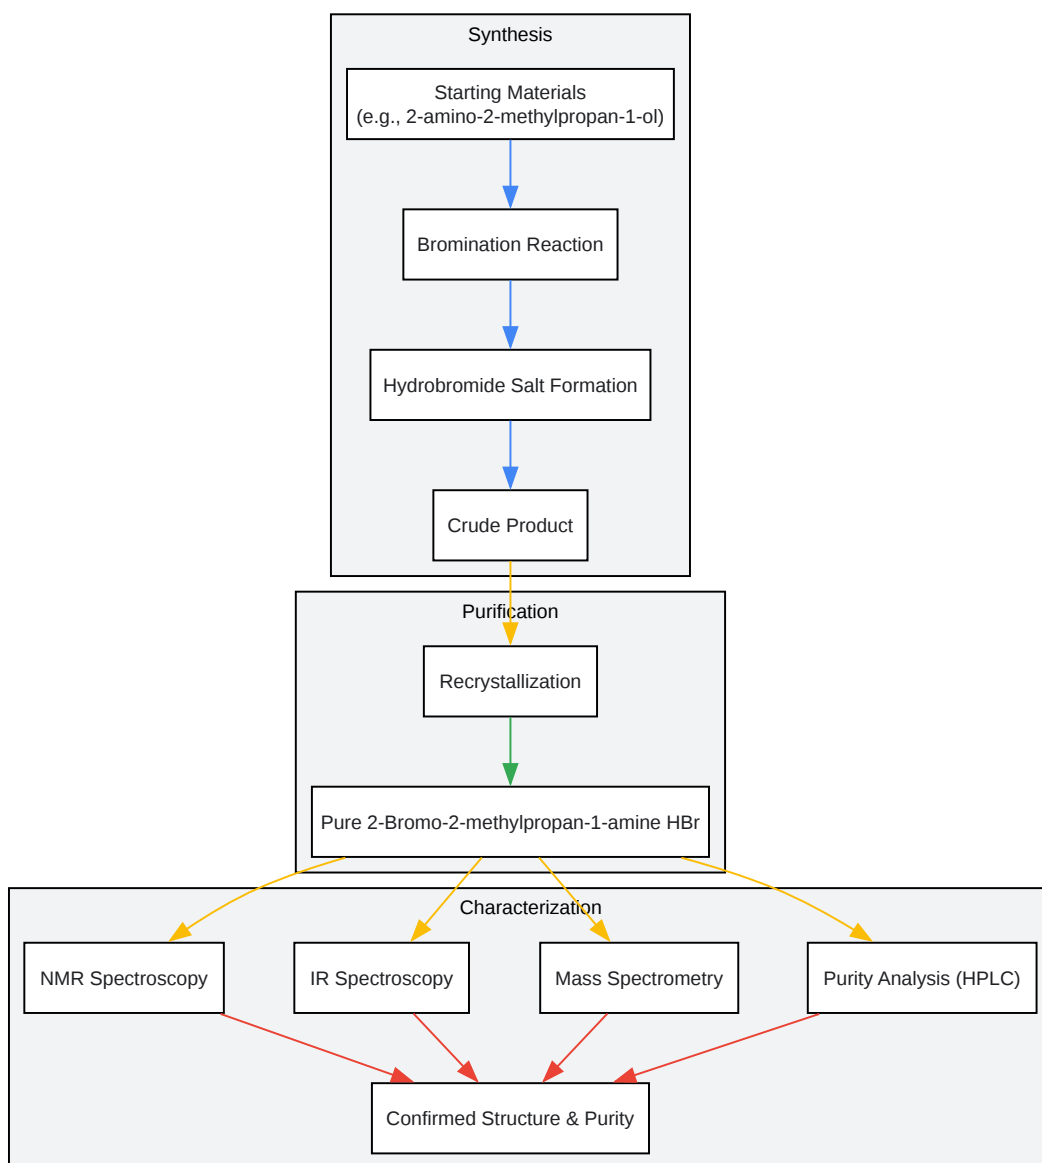 Synthesis
Starting Materials
(e.g., 2-amino-2-methylpropan-1-ol)
Bromination Reaction
Hydrobromide Salt Formation
Crude Product
Purification
Recrystallization
Pure 2-Bromo-2-methylpropan-1-amine HBr
Characterization
NMR Spectroscopy
IR Spectroscopy
Mass Spectrometry
Purity Analysis (HPLC)
Confirmed Structure & Purity